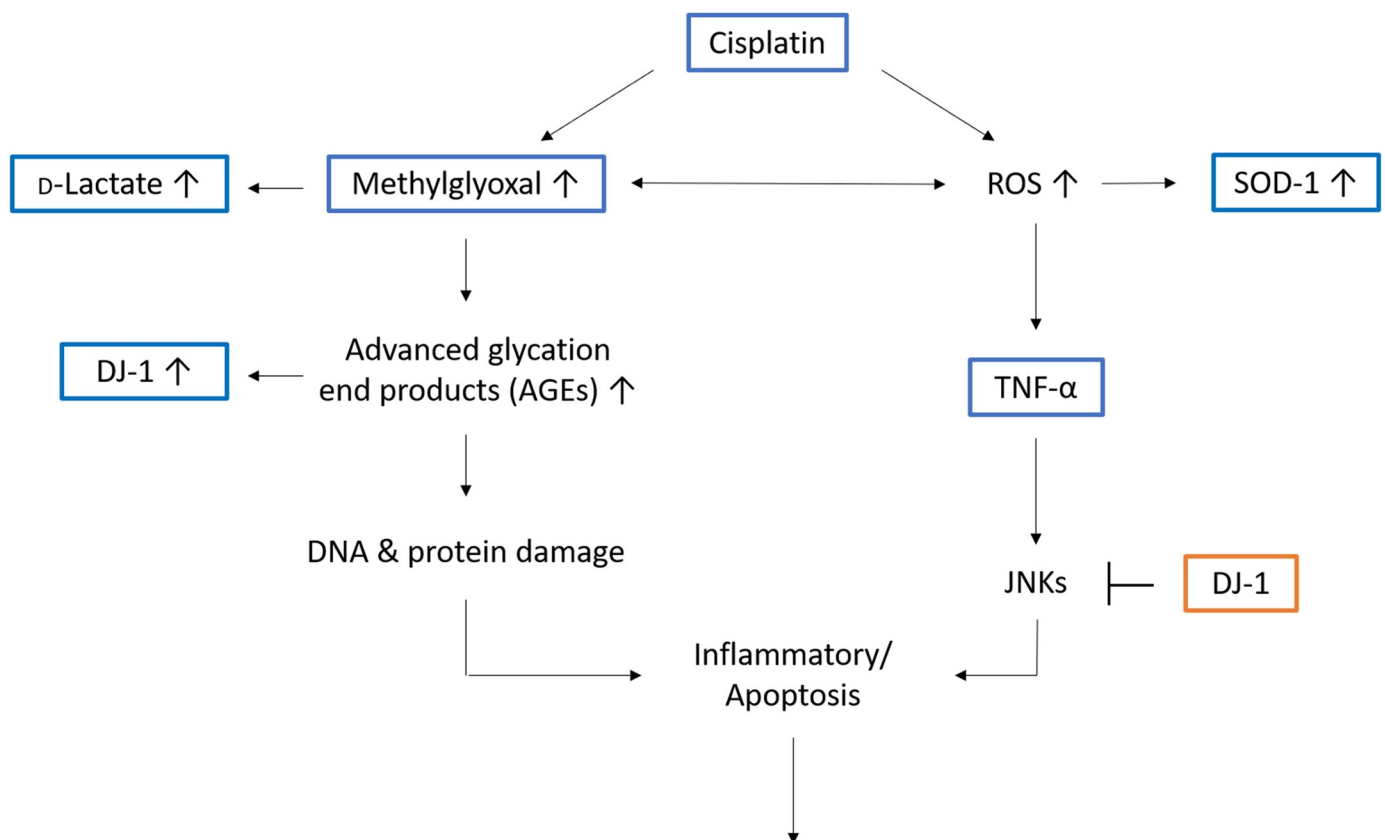 Cisplatin
D-Lactate ↑
Methylglyoxal ↑
ROS ↑
SOD-1 ↑
DJ-1 ↑
Advanced glycation
end products (AGEs) ↑
TNF-α
DNA & protein damage
JNKs
DJ-1
Inflammatory/
Apoptosis